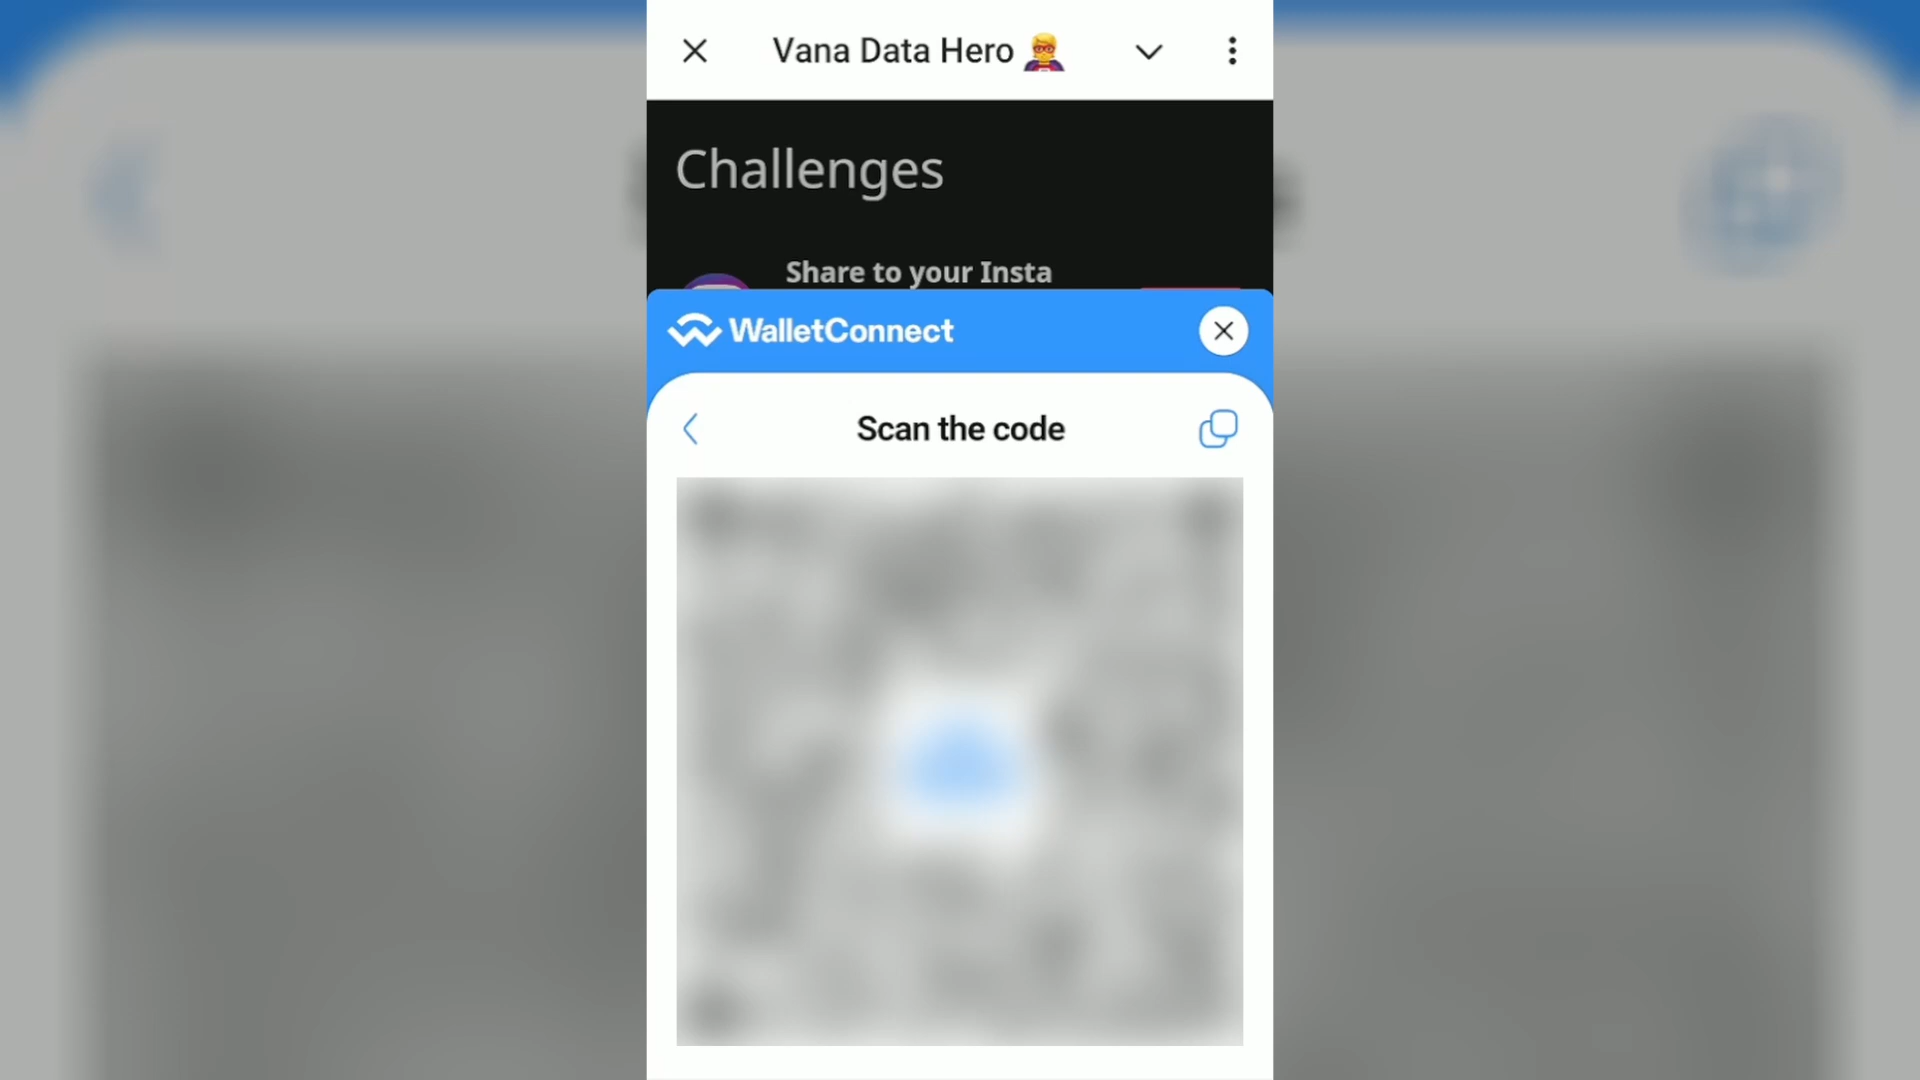 Vana Data Hero 🦸
Challenges
Share to your Insta
WalletConnect
Scan the code